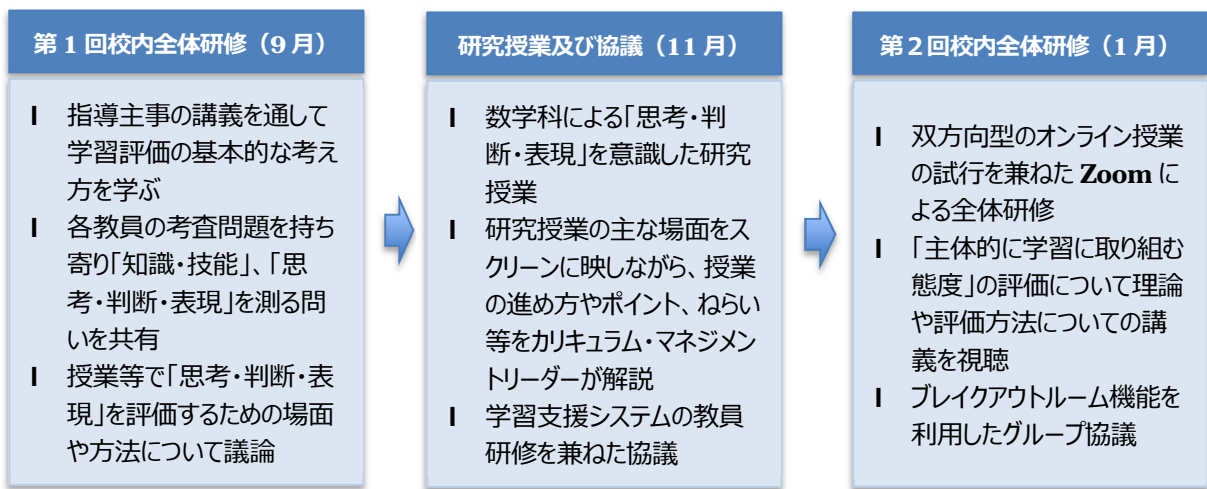 第1回校内全体研修（9月）
l 指導主事の講義を通して
学習評価の基本的な考え
方を学ぶ
l 各教員の考査問題を持ち
寄り「知識・技能」、「思
考・判断・表現」を測る問
いを共有
l 授業等で「思考・判断・表
現」を評価するための場面
や方法について議論
研究授業及び協議（11月）
l 数学科による「思考・判
断・表現」を意識した研究
授業
l 研究授業の主な場面をス
クリーンに映しながら、授業
の進め方やポイント、ねらい
等をカリキュラム・マネジメン
トリーダーが解説
l 学習支援システムの教員
研修を兼ねた協議
第２回校内全体研修（1月）
l 双方向型のオンライン授業
の試行を兼ねた Zoom に
よる全体研修
l 「主体的に学習に取り組む
態度」の評価について理論
や評価方法についての講
義を視聴
l ブレイクアウトルーム機能を
利用したグループ協議